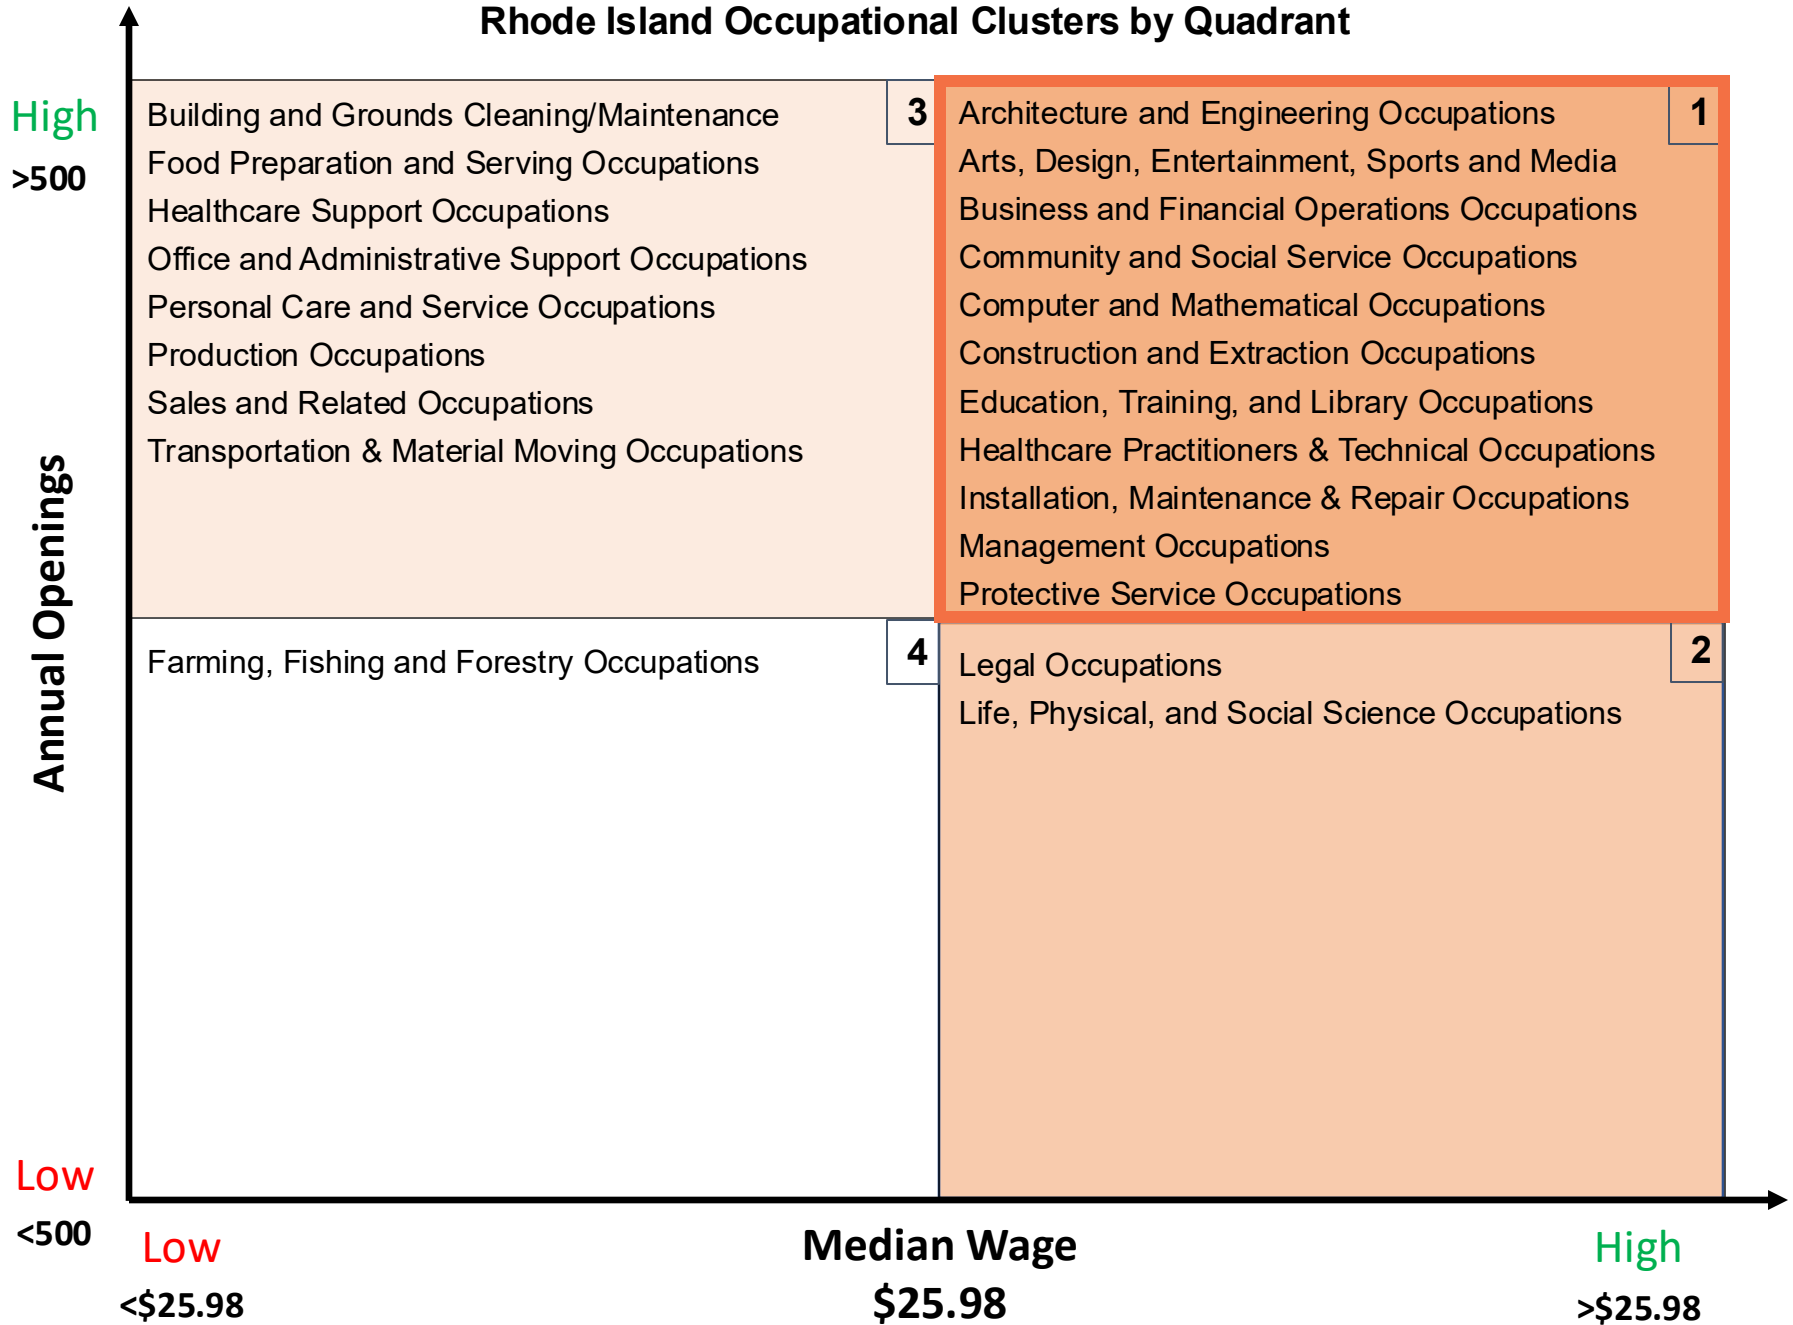 Rhode Island Occupational Clusters by Quadrant
High
>500
Building and Grounds Cleaning/Maintenance
Food Preparation and Serving Occupations
Healthcare Support Occupations
Office and Administrative Support Occupations
Personal Care and Service Occupations
Production Occupations
Sales and Related Occupations
Transportation & Material Moving Occupations
3
Architecture and Engineering Occupations
Arts, Design, Entertainment, Sports and Media
Business and Financial Operations Occupations
Community and Social Service Occupations
Computer and Mathematical Occupations
Construction and Extraction Occupations
Education, Training, and Library Occupations
Healthcare Practitioners & Technical Occupations
Installation, Maintenance & Repair Occupations
Management Occupations
Protective Service Occupations
1
Annual Openings
Farming, Fishing and Forestry Occupations
4
Legal Occupations
Life, Physical, and Social Science Occupations
2
Low
<500
Low
<$25.98
Median Wage
$25.98
High
>$25.98